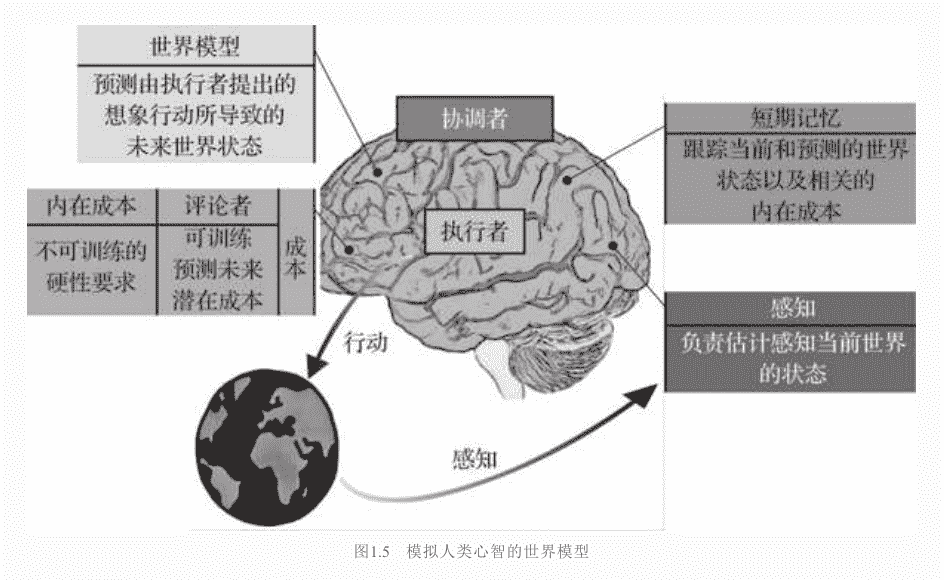 世界模型
预测由执行者提出的
想象行动所导致的
未来世界状态
协调者
短期记忆
跟踪当前和预测的世界
状态以及相关的
内在成本
内在成本
不可训练的
硬性要求
评论者
可训练
预测未来
潜在成本
成本
执行者
感知
负责估计感知当前世界
的状态
行动
感知
图1.5 模拟人类心智的世界模型